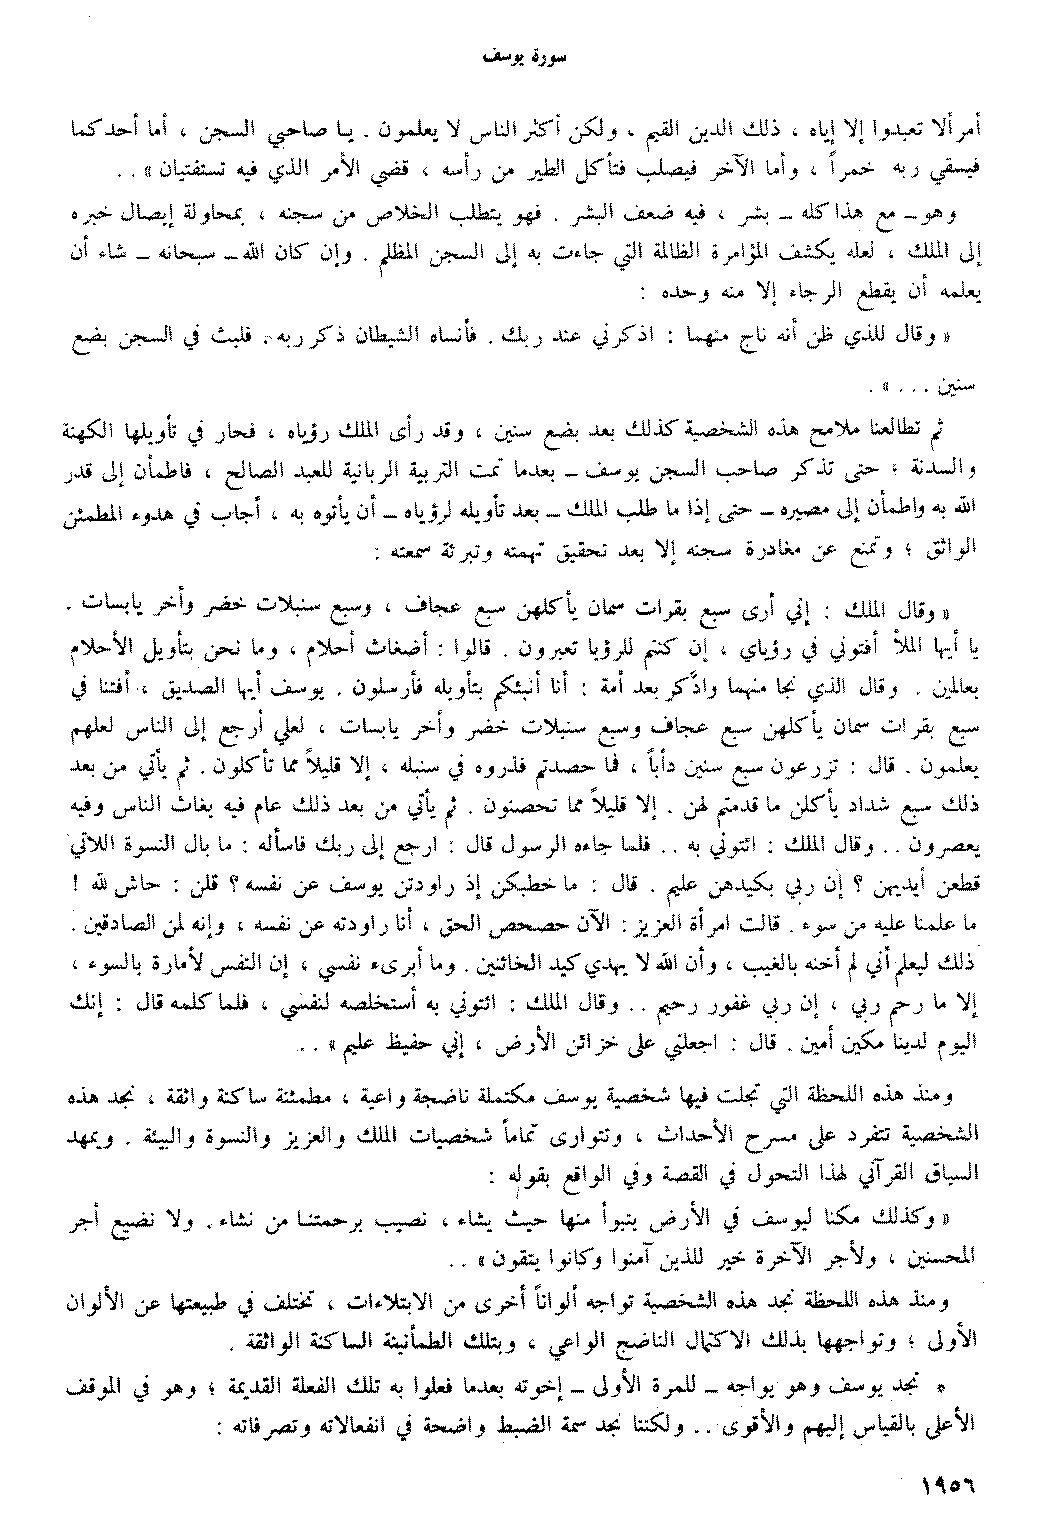 سورة يوسف
أمر ألا تعبدوا إلا إياه ، ذلك الدين القيم ، ولكن أكثر الناس لا يعلمون . يا صاحبي السجن ، أما أحدكما
فيسقي ربه خمراً ، وأما الآخر فيصلب فتأكل الطير من رأسه ، قضي الأمر الذي فيه تستفتيان » . .
وهو ــ مع هذا كله ــ بشر ، فيه ضعف البشر . فهو يتطلب الخلاص من سجنه ، بمحاولة إيصال خبره
إلى الملك ، لعله يكشف المؤامرة الظالمة التي جاءت به إلى السجن المظلم . وإن كان الله ــ سبحانه ــ شاء أن
يعلمه أن يقطع الرجاء إلا منه وحده :
« وقال للذي ظن أنه ناج منهما : اذكرني عند ربك . فأنساه الشيطان ذكر ربه . فلبث في السجن بضع
سنين . . . » .
ثم تطالعنا ملامح هذه الشخصية كذلك بعد بضع سنين ، وقد رأى الملك رؤياه ، فحار في تأويلها الكهنة
والسدنة ؛ حتى تذكر صاحب السجن يوسف ــ بعدما تمت التربية الربانية للعبد الصالح ، فاطمأن إلى قدر
الله به واطمأن إلى مصيره ــ حتى إذا ما طلب الملك ــ بعد تأويله لرؤياه ــ أن يأتوه به ، أجاب في هدوء المطمئن
الواثق ؛ وتمنع عن مغادرة سجنه إلا بعد تحقيق تهمته وتبرئة سمعته :
« وقال الملك : إني أرى سبع بقرات سمان يأكلهن سبع عجاف ، وسبع سنبلات خضر وأخر يابسات .
يا أيها الملأ أفتوني في رؤياي ، إن كنتم للرؤيا تعبرون . قالوا : أضغاث أحلام ، وما نحن بتأويل الأحلام
بعالمين . وقال الذي نجا منهما وادّكر بعد أمة : أنا أنبئكم بتأويله فأرسلون . يوسف أيها الصديق ، أفتنا في
سبع بقرات سمان يأكلهن سبع عجاف وسبع سنبلات خضر وأخر يابسات ، لعلي أرجع إلى الناس لعلهم
يعلمون . قال : تزرعون سبع سنين دأباً ، فما حصدتم فذروه في سنبله ، إلا قليلاً مما تأكلون . ثم يأتي من بعد
ذلك سبع شداد يأكلن ما قدمتم لهن . إلا قليلاً مما تحصنون . ثم يأتي من بعد ذلك عام فيه يغاث الناس وفيه
يعصرون . . وقال الملك : ائتوني به . . فلما جاءه الرسول قال : ارجع إلى ربك فاسأله : ما بال النسوة اللاتي
قطعن أيديهن ؟ إن ربي بكيدهن عليم . قال : ما خطبكن إذ راودتن يوسف عن نفسه ؟ قلن : حاش لله !
ما علمنا عليه من سوء . قالت امرأة العزيز : الآن حصحص الحق ، أنا راودته عن نفسه ، وإنه لمن الصادقين .
ذلك ليعلم أني لم أخنه بالغيب ، وأن الله لا يهدي كيد الخائنين . وما أبرىء نفسي ، إن النفس لأمارة بالسوء ،
إلا ما رحم ربي ، إن ربي غفور رحيم . . وقال الملك : ائتوني به أستخلصه لنفسي ، فلما كلمه قال : إنك
اليوم لدينا مكين أمين . قال : اجعلني على خزائن الأرض ، إني حفيظ عليم » . .
ومنذ هذه اللحظة التي تجلت فيها شخصية يوسف مكتملة ناضجة واعية ، مطمئنة ساكنة واثقة ، نجد هذه
الشخصية تتفرد على مسرح الأحداث ، وتتوارى تماماً شخصيات الملك والعزيز والنسوة والبيئة . ويمهد
السياق القرآني لهذا التحول في القصة وفي الواقع بقوله :
« وكذلك مكنا ليوسف في الأرض يتبوأ منها حيث يشاء ، نصيب برحمتنا من نشاء . ولا نضيع أجر
المحسنين ، ولأجر الآخرة خير للذين آمنوا وكانوا يتقون » . .
ومنذ هذه اللحظة نجد هذه الشخصية تواجه ألواناً أخرى من الابتلاءات ، تختلف في طبيعتها عن الألوان
الأولى ؛ وتواجهها بذلك الاكتمال الناضج الواعي ، وبتلك الطمأنينة الساكنة الواثقة .
* نجد يوسف وهو يواجه ــ للمرة الأولى ــ إخوته بعدما فعلوا به تلك الفعلة القديمة ؛ وهو في الموقف
الأعلى بالقياس إليهم والأقوى . . ولكننا نجد سمة الضبط واضحة في انفعالاته وتصرفاته :
١٩٥٦